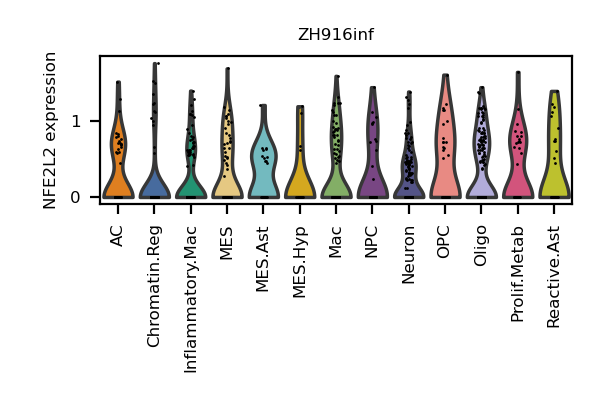 ZH916inf
NFE2L2 expression
1
0
AC
Chromatin.Reg
Inflammatory.Mac
MES
MES.Ast
MES.Hyp
Mac
NPC
Neuron
OPC
Oligo
Prolif.Metab
Reactive.Ast